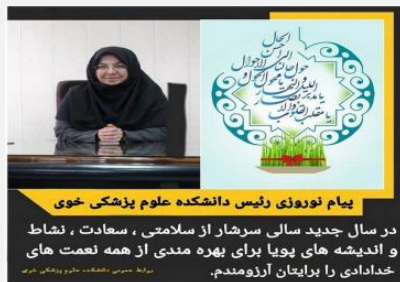 یا مقلب القلوب و الابصار
یا مدبر اللیل و النهار
یا محول الحول و الاحوال
حول حالنا الی احسن الحال
پیام نوروزی رئیس دانشکده علوم پزشکی خوی
در سال جدید سالی سرشار از سلامتی ، سعادت ، نشاط
و اندیشه های پویا برای بهره مندی از همه نعمت های
خدادادی را برایتان آرزومندم.
روابط عمومی دانشکده علوم پزشکی خوی